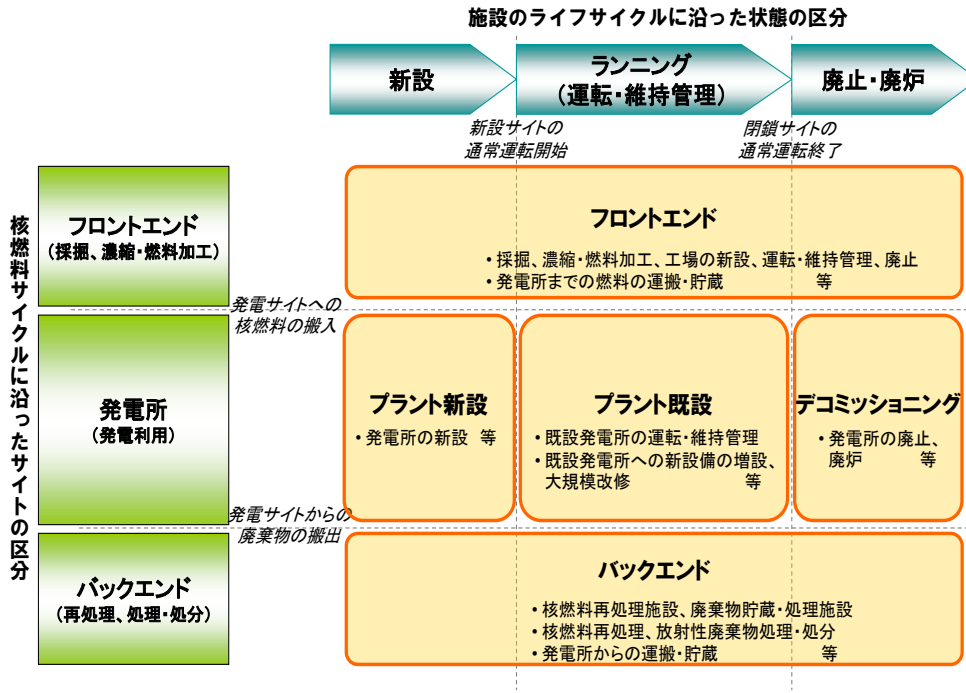 施設のライフサイクルに沿った状態の区分
新設
ランニング
(運転・維持管理)
廃止・廃炉
新設サイトの
通常運転開始
閉鎖サイトの
通常運転終了
核燃料サイクルに沿ったサイトの区分
フロントエンド
(採掘、濃縮・燃料加工)
フロントエンド
・採掘、濃縮・燃料加工、工場の新設、運転・維持管理、廃止
・発電所までの燃料の運搬・貯蔵 等
発電サイトへの
核燃料の搬入
発電所
(発電利用)
プラント新設
・発電所の新設 等
プラント既設
・既設発電所の運転・維持管理
・既設発電所への新設備の増設、
大規模改修 等
デコミッショニング
・発電所の廃止、
廃炉 等
発電サイトからの
廃棄物の搬出
バックエンド
(再処理、処理・処分)
バックエンド
・核燃料再処理施設、廃棄物貯蔵・処理施設
・核燃料再処理、放射性廃棄物処理・処分
・発電所からの運搬・貯蔵 等